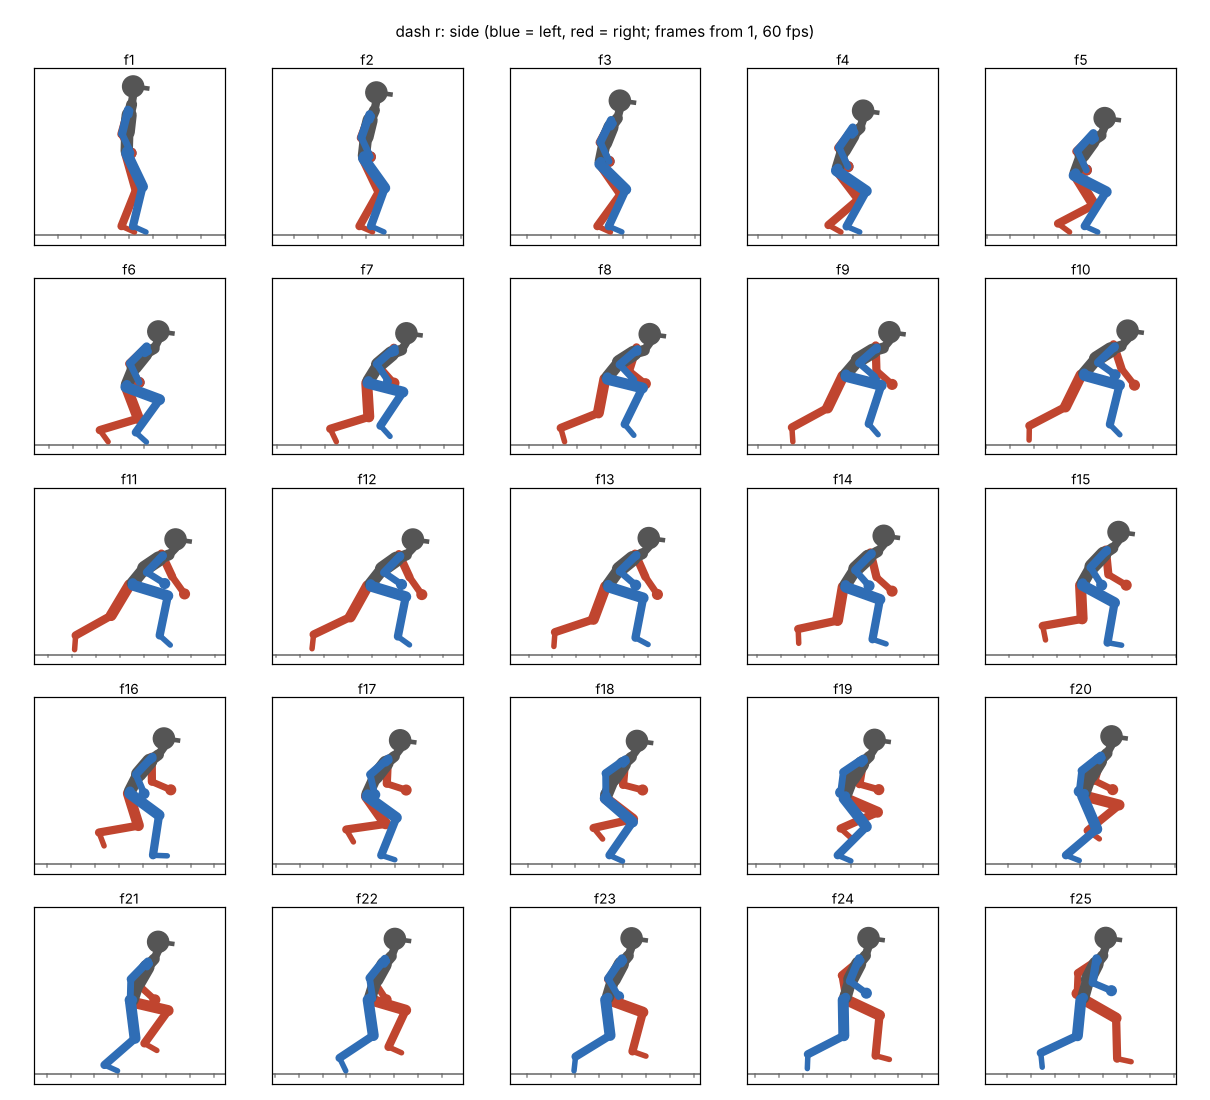 dash r: side (blue = left, red = right; frames from 1, 60 fps)
f1 f2 f3 f4 f5
f6 f7 f8 f9 f10
f11 f12 f13 f14 f15
f16 f17 f18 f19 f20
f21 f22 f23 f24 f25